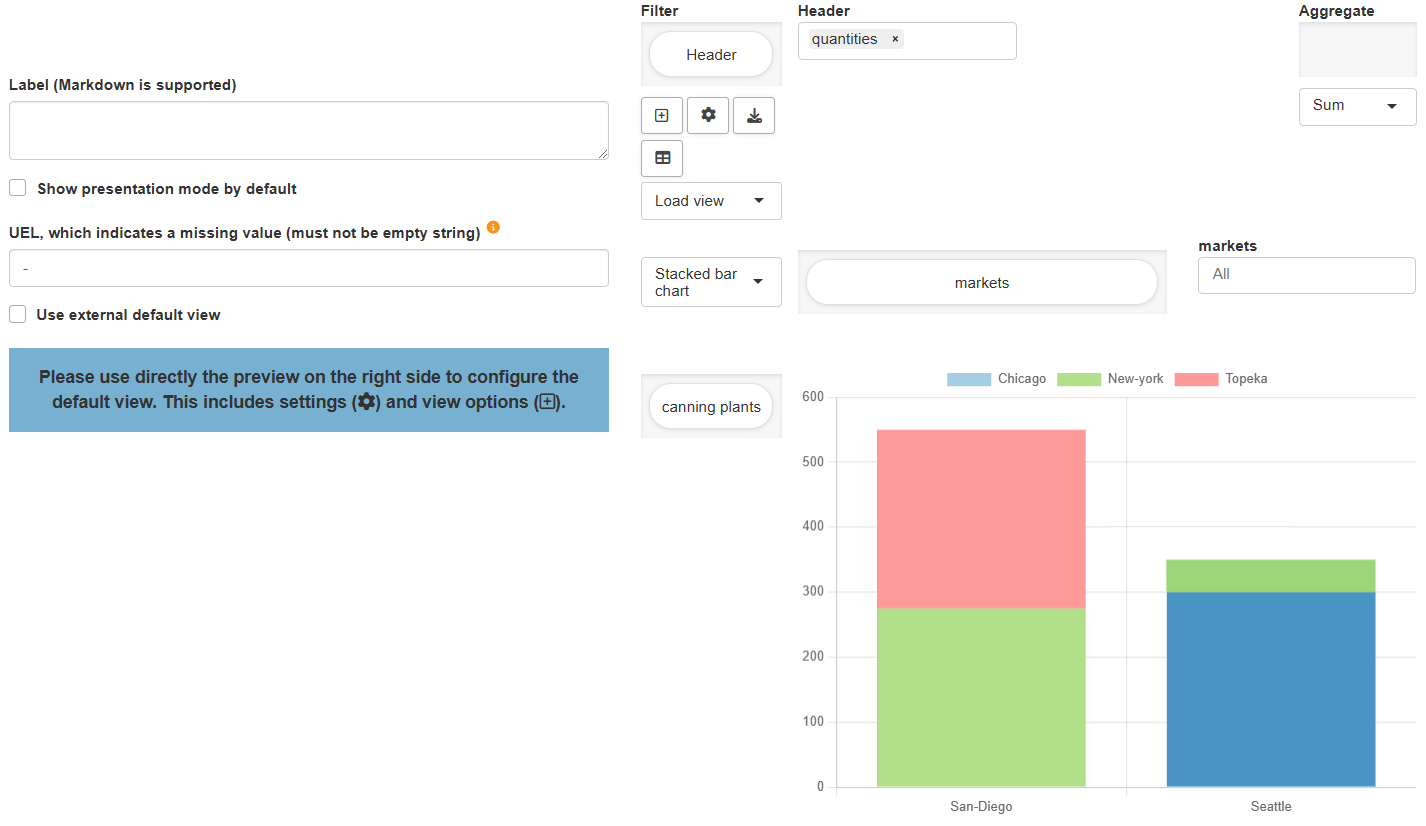 Label (Markdown is supported)
Show presentation mode by default
UEL, which indicates a missing value (must not be empty string)
-
Use external default view
Please use directly the preview on the right side to configure the
default view. This includes settings () and view options ().
Filter
Header
Header
quantities ×
Aggregate
Sum
Load view
Stacked bar
chart
markets
markets
All
canning plants
Chicago New-york Topeka
600
500
400
300
200
100
0
San-Diego Seattle